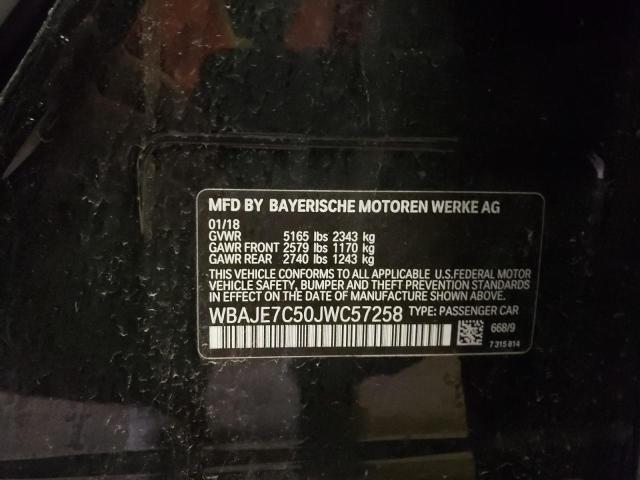 MFD BY BAYERISCHE MOTOREN WERKE AG
01/18
GVWR 5165 lbs 2343 kg
GAWR FRONT 2579 lbs 1170 kg
GAWR REAR 2740 lbs 1243 kg
THIS VEHICLE CONFORMS TO ALL APPLICABLE U.S.FEDERAL MOTOR
VEHICLE SAFETY, BUMPER AND THEFT PREVENTION STANDARDS
IN EFFECT ON THE DATE OF MANUFACTURE SHOWN ABOVE.
WBAJE7C50JWC57258 TYPE: PASSENGER CAR
668/9
7 315 814